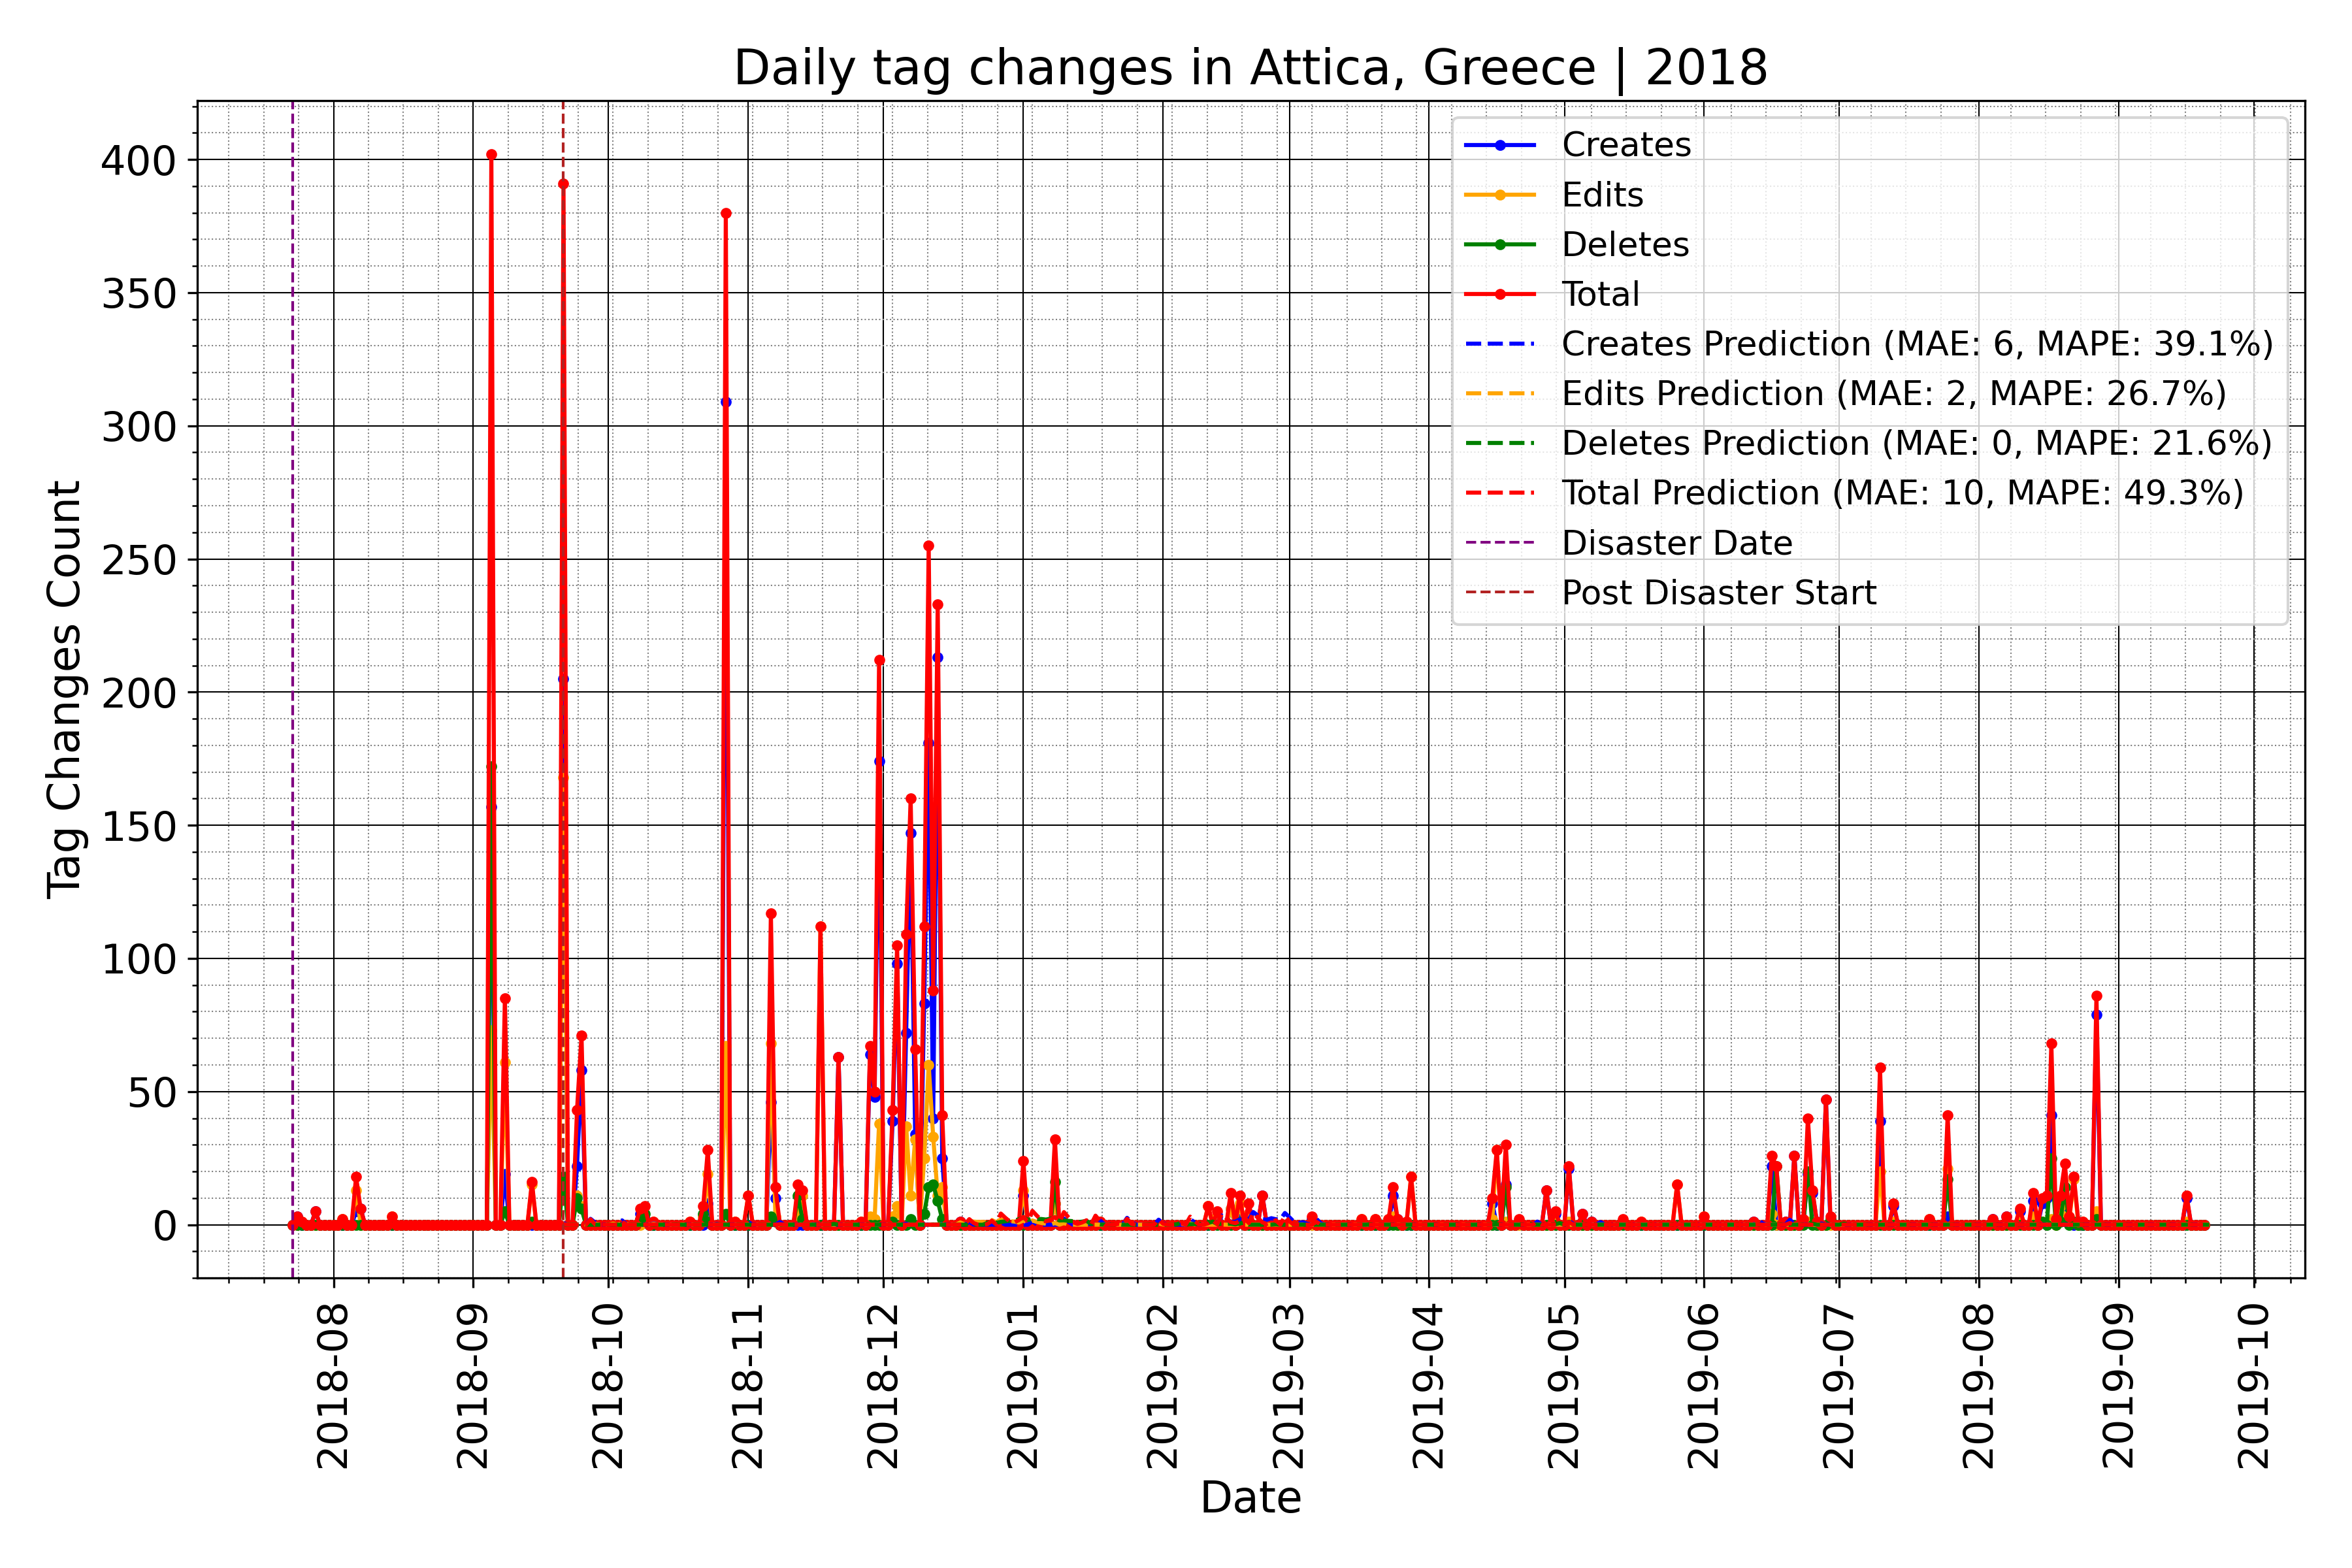 Daily tag changes in Attica, Greece | 2018
Tag Changes Count
400
350
300
250
200
150
100
50
0
Creates
Edits
Deletes
Total
Creates Prediction (MAE: 6, MAPE: 39.1%)
Edits Prediction (MAE: 2, MAPE: 26.7%)
Deletes Prediction (MAE: 0, MAPE: 21.6%)
Total Prediction (MAE: 10, MAPE: 49.3%)
Disaster Date
Post Disaster Start
2018-08
2018-09
2018-10
2018-11
2018-12
2019-01
2019-02
2019-03
2019-04
2019-05
2019-06
2019-07
2019-08
2019-09
2019-10
Date